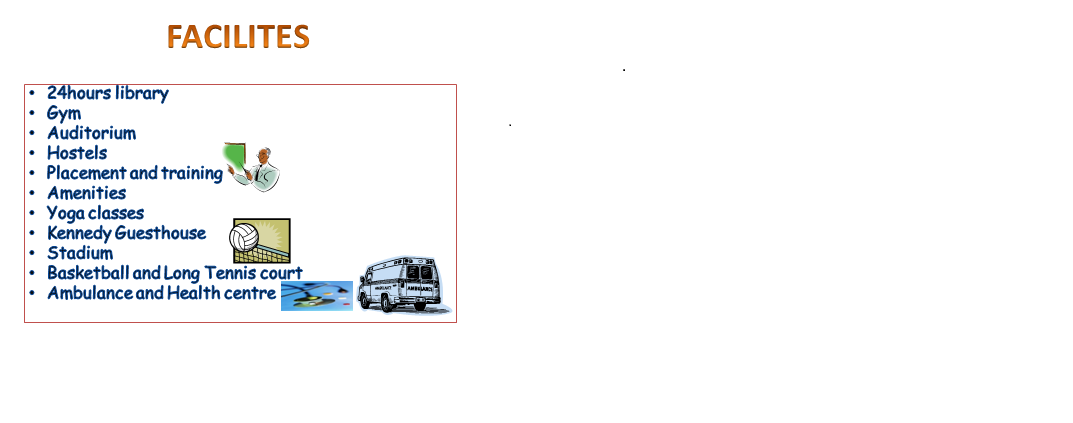 FACILITES
• 24hours library
• Gym
• Auditorium
• Hostels
• Placement and training
• Amenities
• Yoga classes
• Kennedy Guesthouse
• Stadium
• Basketball and Long Tennis court
• Ambulance and Health centre
AMBULANCE AMBULANCE
.
.